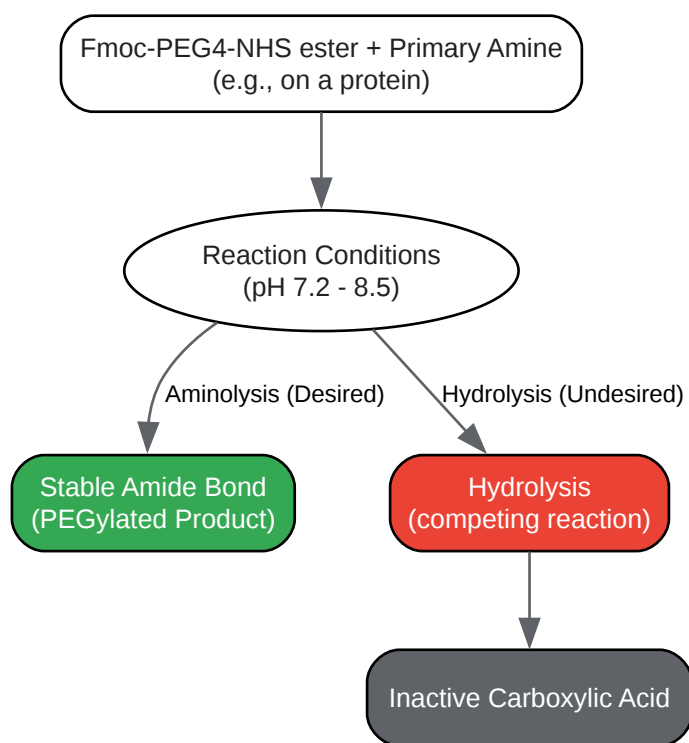 Fmoc-PEG4-NHS ester + Primary Amine
(e.g., on a protein)
Reaction Conditions
(pH 7.2 - 8.5)
Aminolysis (Desired)
Hydrolysis (Undesired)
Stable Amide Bond
(PEGylated Product)
Hydrolysis
(competing reaction)
Inactive Carboxylic Acid